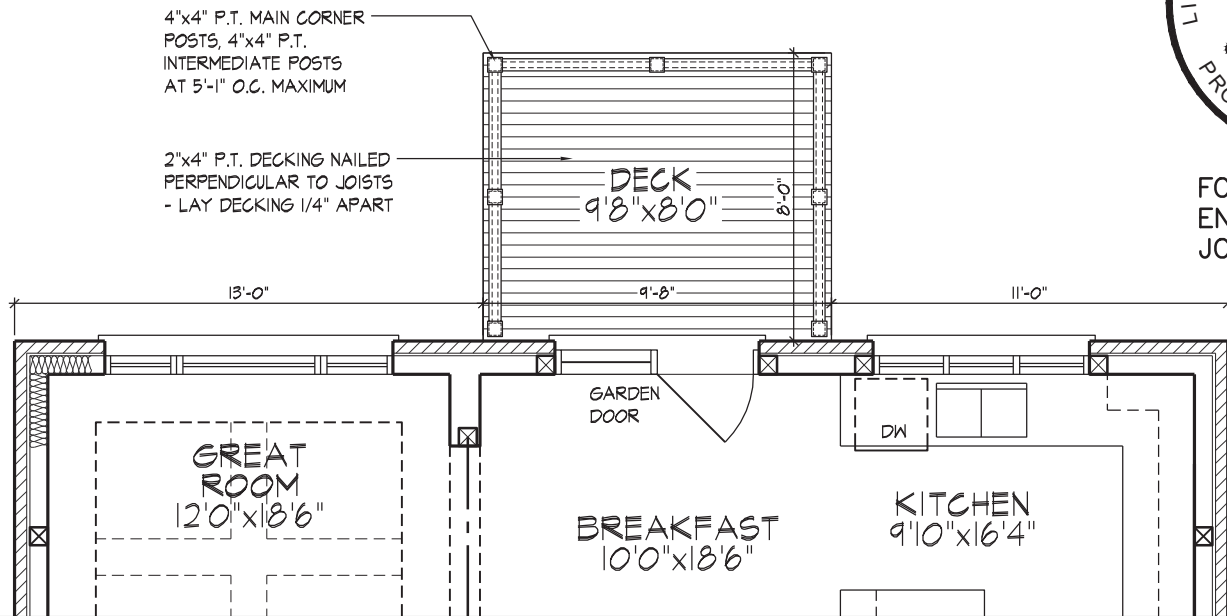 4"x4" P.T. MAIN CORNER
POSTS, 4"x4" P.T.
INTERMEDIATE POSTS
AT 5'-1" O.C. MAXIMUM
2"x4" P.T. DECKING NAILED
PERPENDICULAR TO JOISTS
- LAY DECKING 1/4" APART
DECK
9'8"x8'0"
8'-0"
13'-0"
9'-8"
11'-0"
GARDEN
DOOR
DW
GREAT
ROOM
12'0"x18'6"
BREAKFAST
10'0"x18'6"
KITCHEN
9'10"x16'4"
LI
PRO
FO
EN
JO